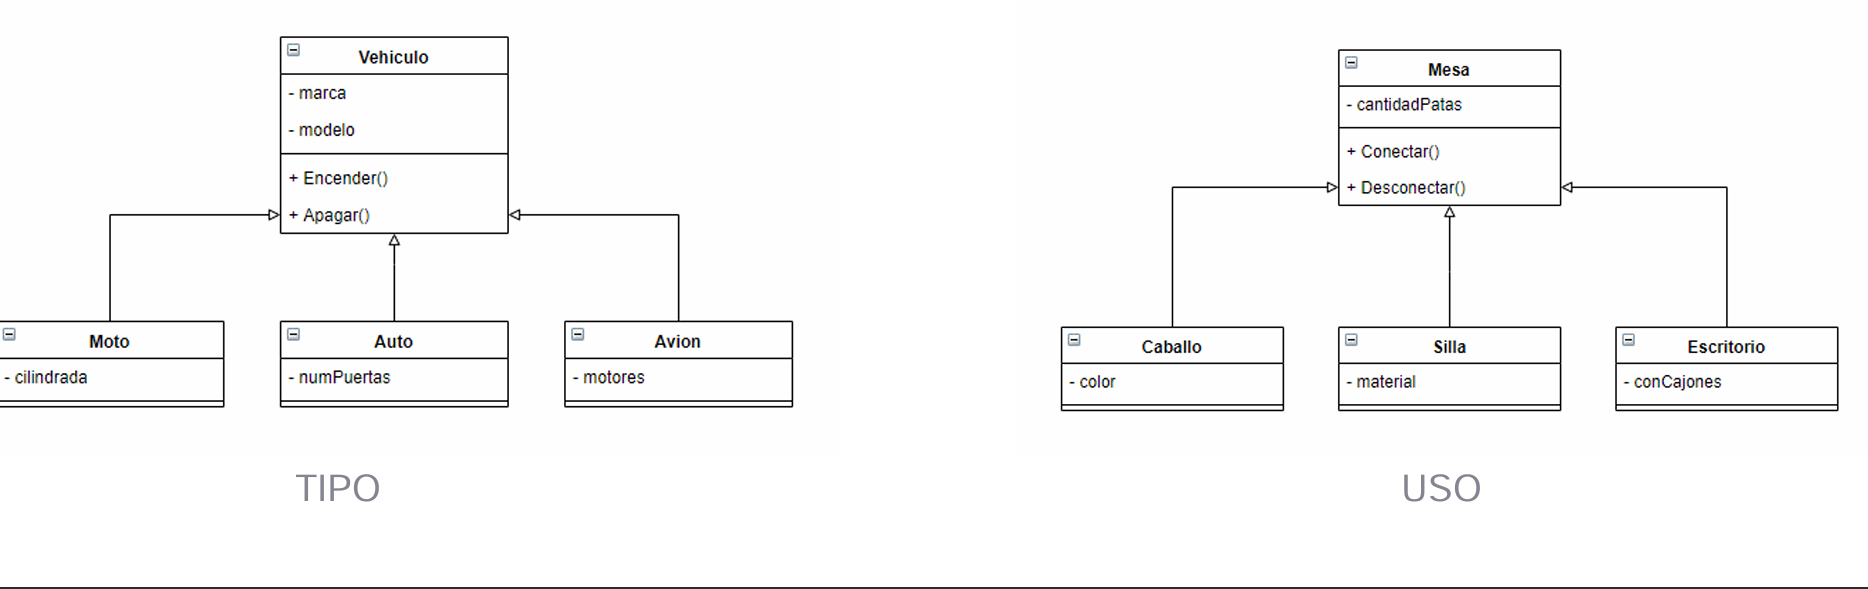 Vehiculo
- marca
- modelo
+ Encender()
+ Apagar()
Moto
- cilindrada
Auto
- numPuertas
Avion
- motores
TIPO
Mesa
- cantidadPatas
+ Conectar()
+ Desconectar()
Caballo
- color
Silla
- material
Escritorio
- conCajones
USO